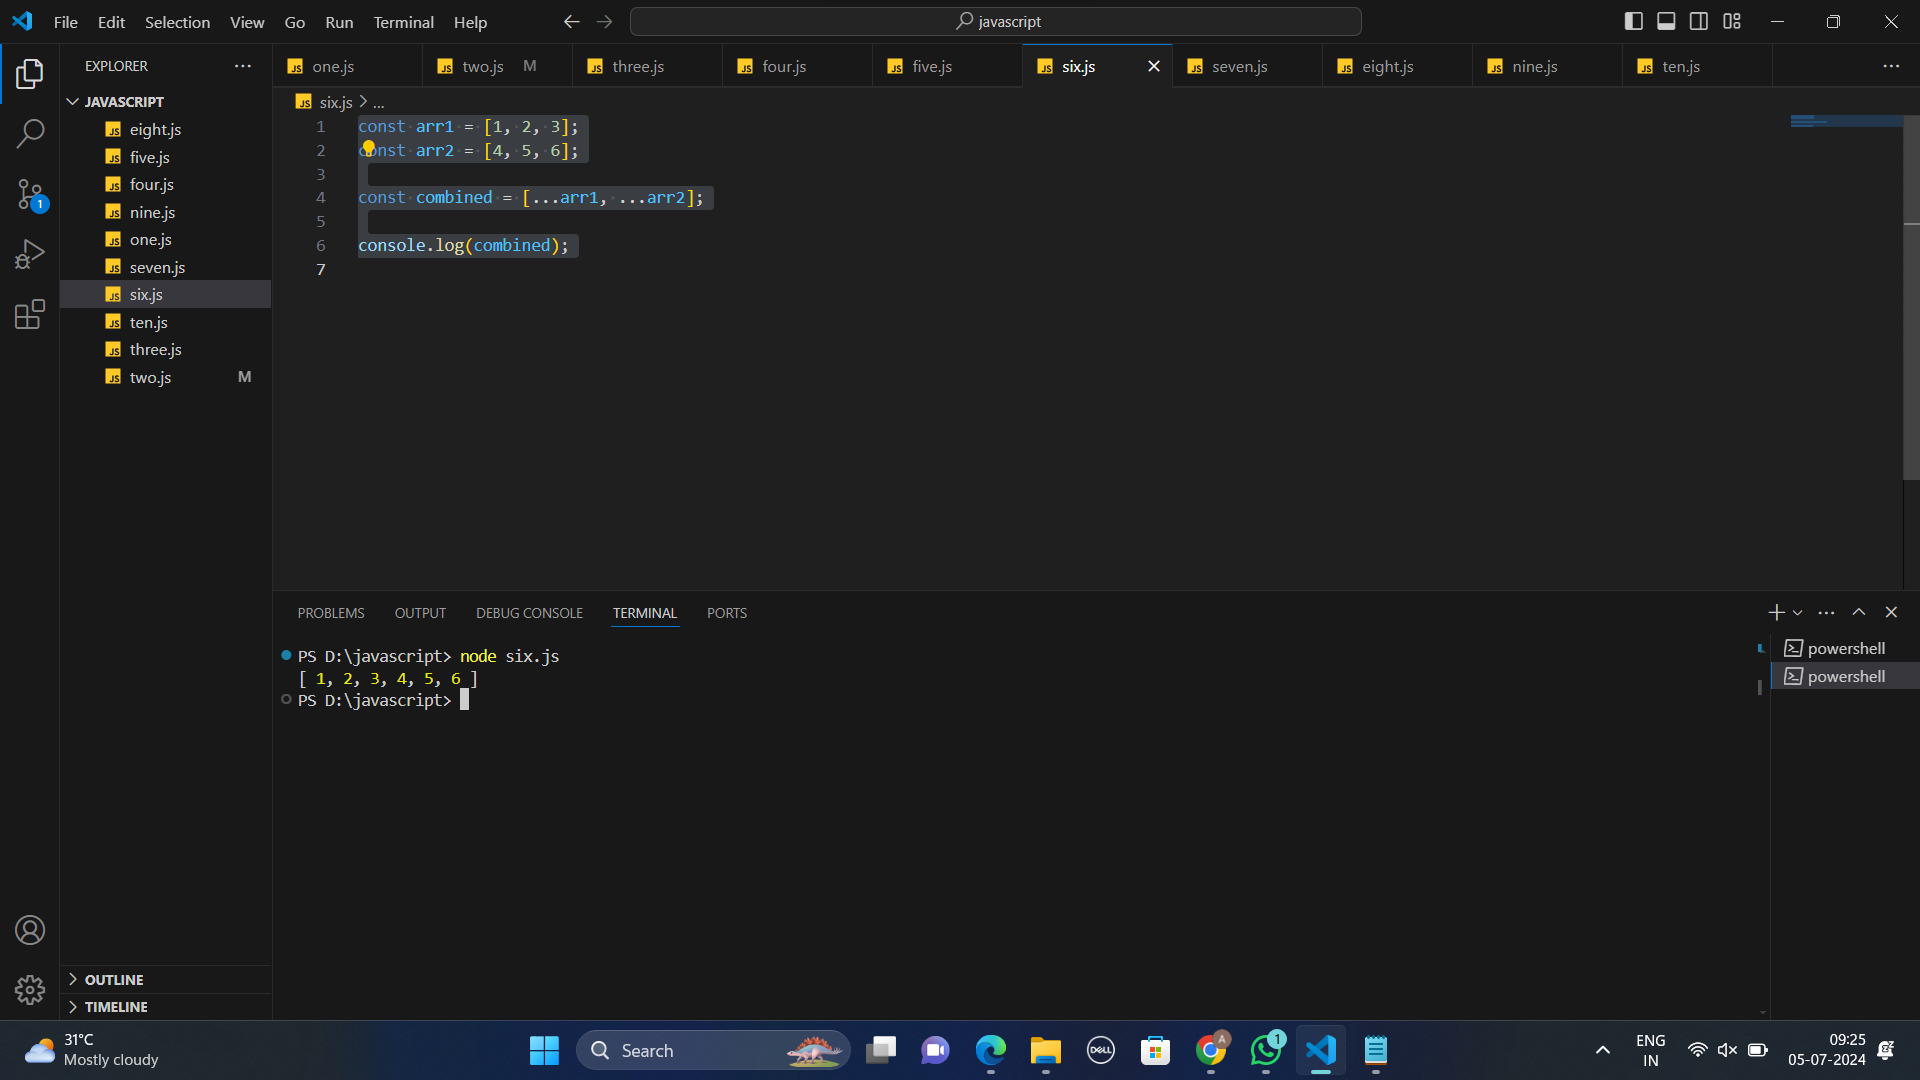 File Edit Selection View Go Run Terminal Help
javascript
EXPLORER
one.js
two.js M
three.js
four.js
five.js
six.js
seven.js
eight.js
nine.js
ten.js
JAVASCRIPT
eight.js
five.js
four.js
nine.js
one.js
seven.js
six.js
ten.js
three.js
two.js M
1
six.js > ...
1 const arr1 = [1, 2, 3];
2 const arr2 = [4, 5, 6];
3
4 const combined = [...arr1, ...arr2];
5
6 console.log(combined);
7
PROBLEMS OUTPUT DEBUG CONSOLE TERMINAL PORTS
PS D:\javascript> node six.js
[ 1, 2, 3, 4, 5, 6 ]
PS D:\javascript>
powershell
powershell
OUTLINE
TIMELINE
31°C
Mostly cloudy
Search
DELL
A
1
ENG
IN
09:25
05-07-2024